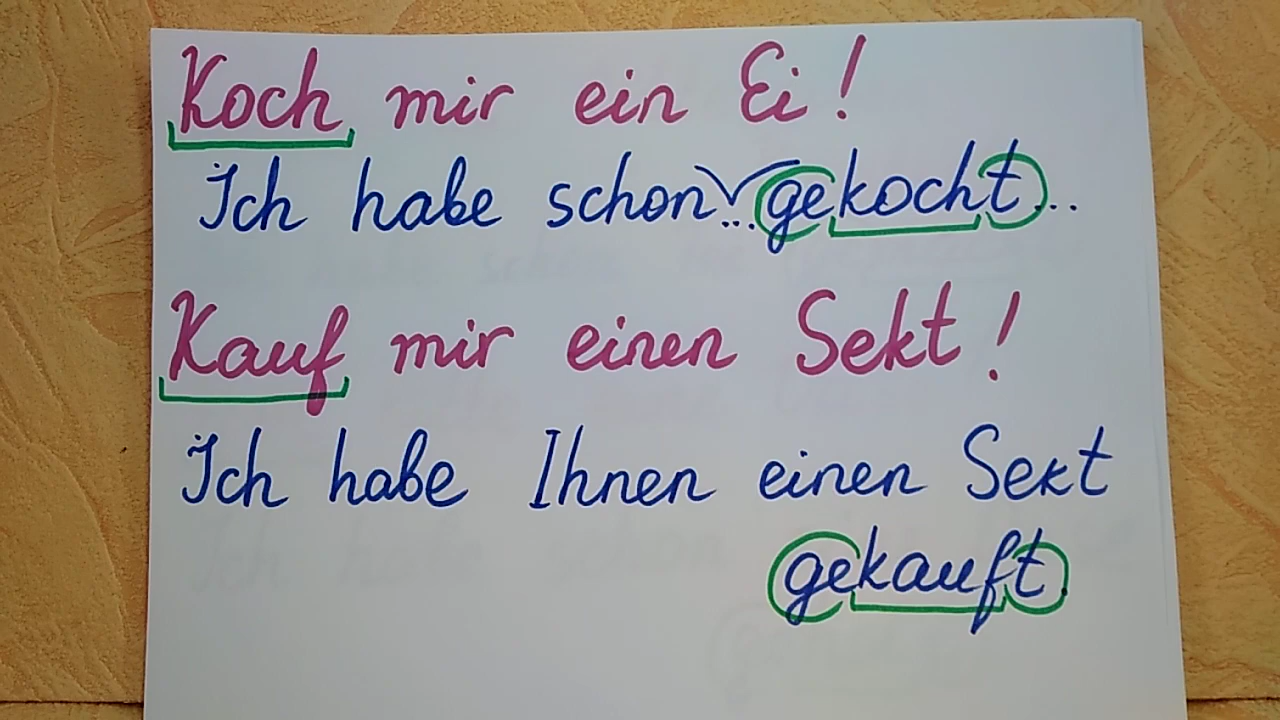 Koch mir ein Ei!
Ich habe schon ... gekocht...
Kauf mir einen Sekt!
Ich habe Ihnen einen Sekt
gekauft.